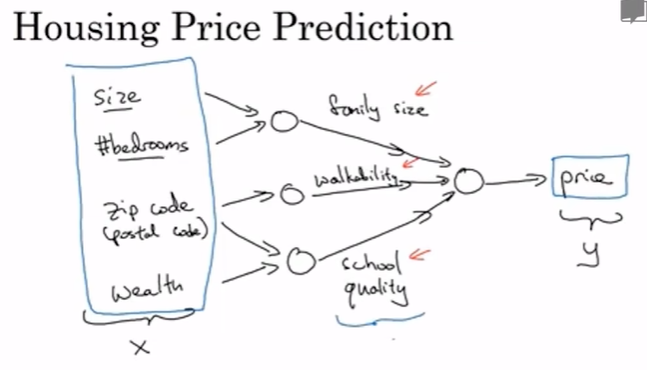 Housing Price Prediction
size
#bedrooms
zip code
(postal code)
wealth
x
family size
walkability
school
quality
price
y